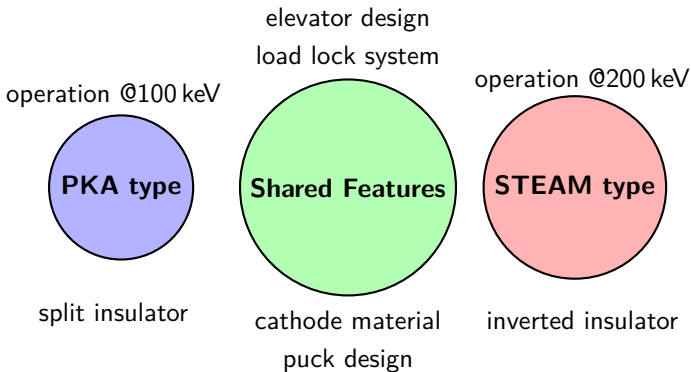 elevator design
load lock system
operation @100 keV
operation @200 keV
PKA type
Shared Features
STEAM type
split insulator
cathode material
inverted insulator
puck design